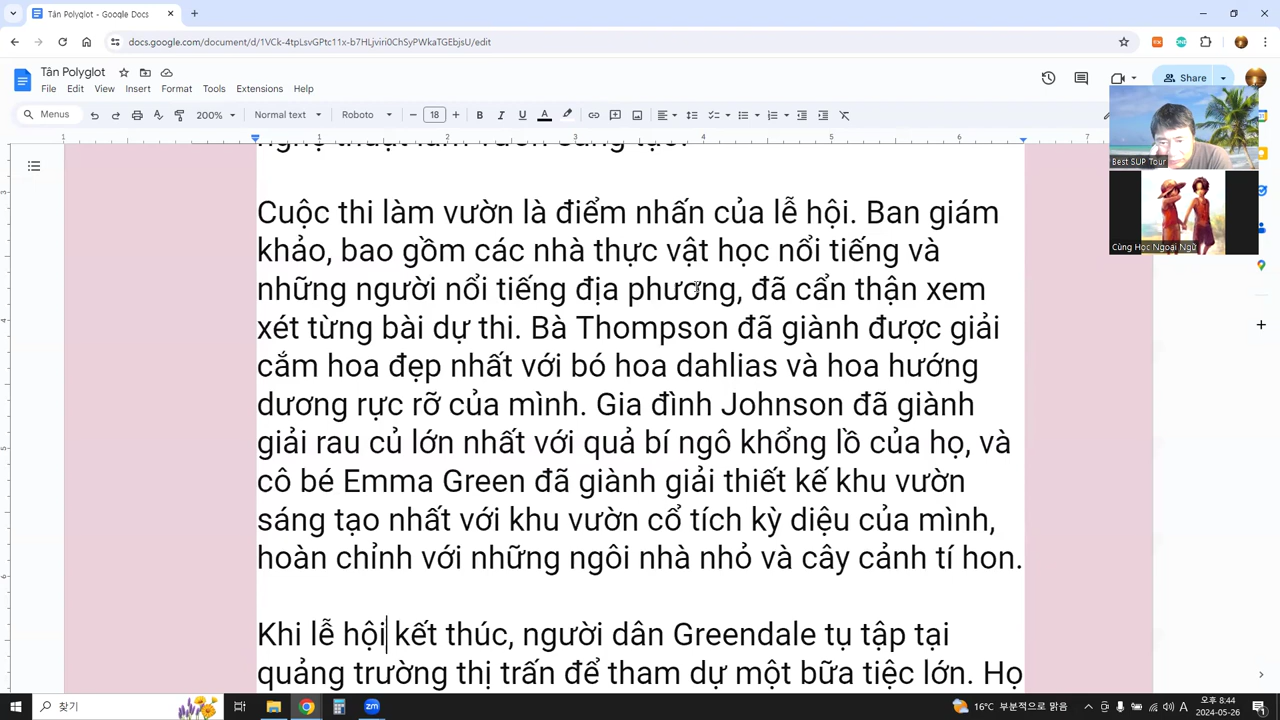 Tân Polyglot - Google Docs
docs.google.com/document/d/1VCk-4tpLsvGPtc11x-b7HLjviri0ChSyPWkaTGEbjsU/edit
Tân Polyglot
Share
File Edit View Insert Format Tools Extensions Help
Menus 200% Normal text Roboto 18
1 1 2 3 4 5 6 7
Cuộc thi làm vườn là điểm nhấn của lễ hội. Ban giám
khảo, bao gồm các nhà thực vật học nổi tiếng và
những người nổi tiếng địa phương, đã cẩn thận xem
xét từng bài dự thi. Bà Thompson đã giành được giải
cắm hoa đẹp nhất với bó hoa dahlias và hoa hướng
dương rực rỡ của mình. Gia đình Johnson đã giành
giải rau củ lớn nhất với quả bí ngô khổng lồ của họ, và
cô bé Emma Green đã giành giải thiết kế khu vườn
sáng tạo nhất với khu vườn cổ tích kỳ diệu của mình,
hoàn chỉnh với những ngôi nhà nhỏ và cây cảnh tí hon.
Khi lễ hội kết thúc, người dân Greendale tụ tập tại
quảng trường thị trấn để tham dự một bữa tiệc lớn. Họ
Best SUP Tour
Cùng Học Ngoại Ngữ
찾기
zm
16°C 부분적으로 맑음
A
오후 8:44
2024-05-26